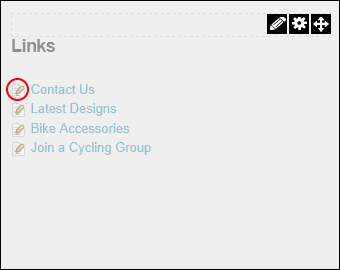 Links
Contact Us
Latest Designs
Bike Accessories
Join a Cycling Group